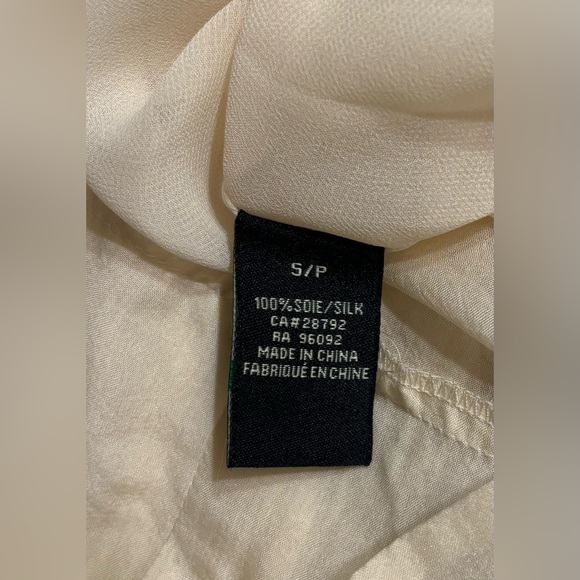 S/P
100% SOIE/SILK
CA# 28792
RA 96092
MADE IN CHINA
FABRIQUÉ EN CHINE